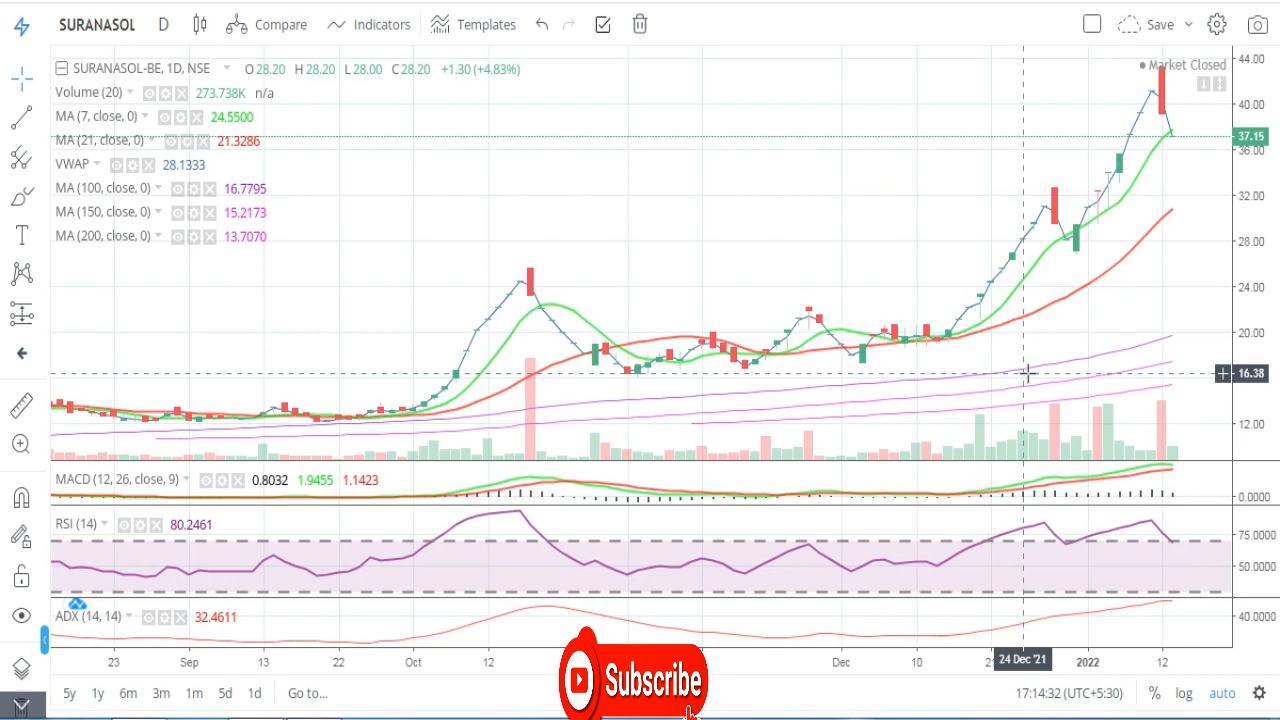 SURANASOL D Compare Indicators Templates Save
SURANASOL-BE, 1D, NSE O 28.20 H 28.20 L 28.00 C 28.20 +1.30 (+4.83%)
Market Closed
Volume (20) 273.738K n/a
MA (7, close, 0) 24.5500
MA (21, close, 0) 21.3286
VWAP 28.1333
MA (100, close, 0) 16.7795
MA (150, close, 0) 15.2173
MA (200, close, 0) 13.7070
44.00
40.00
37.15
36.00
32.00
28.00
24.00
20.00
16.38
12.00
MACD (12, 26, close, 9) 0.8032 1.9455 1.1423
0.0000
RSI (14) 80.2461
75.0000
50.0000
ADX (14, 14) 32.4611
40.0000
23 Sep 13 22 Oct 12 Dec 10 24 Dec '21 2022 12
Subscribe
5y 1y 6m 3m 1m 5d 1d Go to... 17:14:32 (UTC+5:30) % log auto